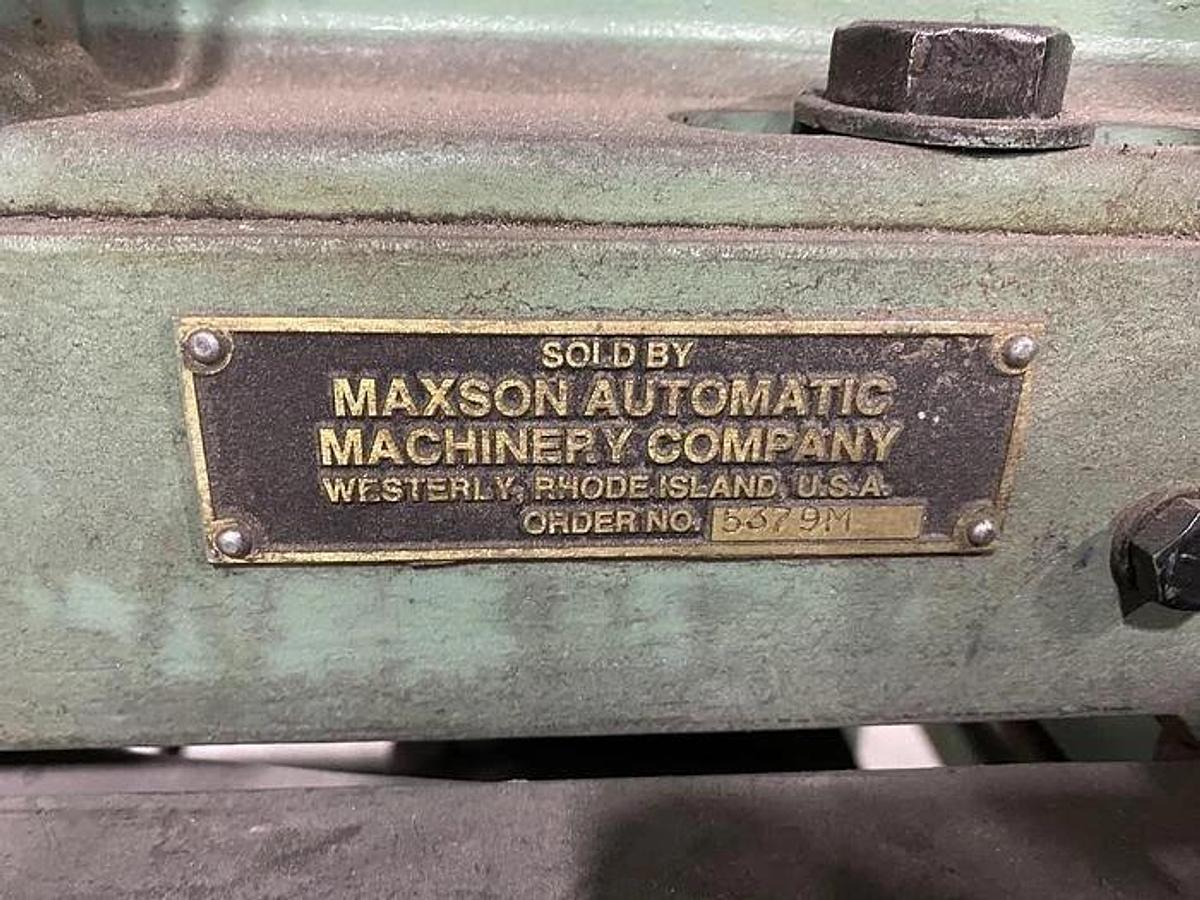 SOLD BY
MAXSON AUTOMATIC
MACHINERY COMPANY
WESTERLY, RHODE ISLAND, U.S.A.
ORDER NO. 5379M